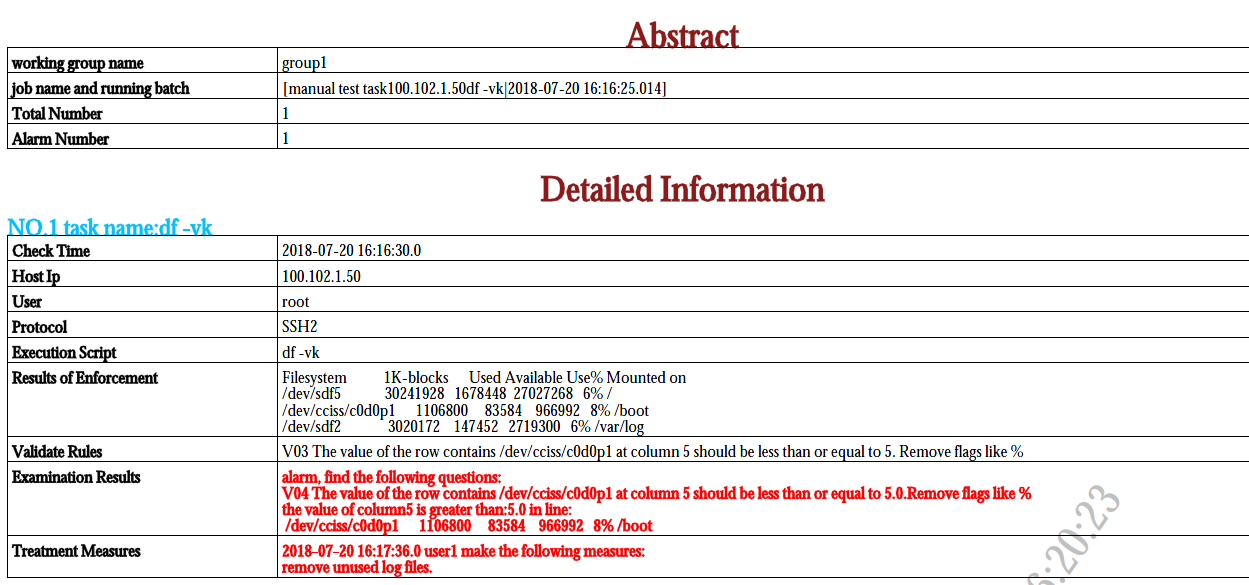 Abstract
working group name group1
job name and running batch [manual test task100.102.1.50df -vk|2018-07-20 16:16:25.014]
Total Number 1
Alarm Number 1
Detailed Information
NO.1 task name:df -vk
Check Time 2018-07-20 16:16:30.0
Host Ip 100.102.1.50
User root
Protocol SSH2
Execution Script df -vk
Results of Enforcement Filesystem 1K-blocks Used Available Use% Mounted on
/dev/sdf5 30241928 1678448 27027268 6% /
/dev/cciss/c0d0p1 1106800 83584 966992 8% /boot
/dev/sdf2 3020172 147452 2719300 6% /var/log
Validate Rules V03 The value of the row contains /dev/cciss/c0d0p1 at column 5 should be less than or equal to 5. Remove flags like %
Examination Results alarm, find the following questions:
V04 The value of the row contains /dev/cciss/c0d0p1 at column 5 should be less than or equal to 5.0.Remove flags like %
the value of column5 is greater than:5.0 in line:
/dev/cciss/c0d0p1 1106800 83584 966992 8% /boot
Treatment Measures 2018-07-20 16:17:36.0 user1 make the following measures:
remove unused log files.
:20:23